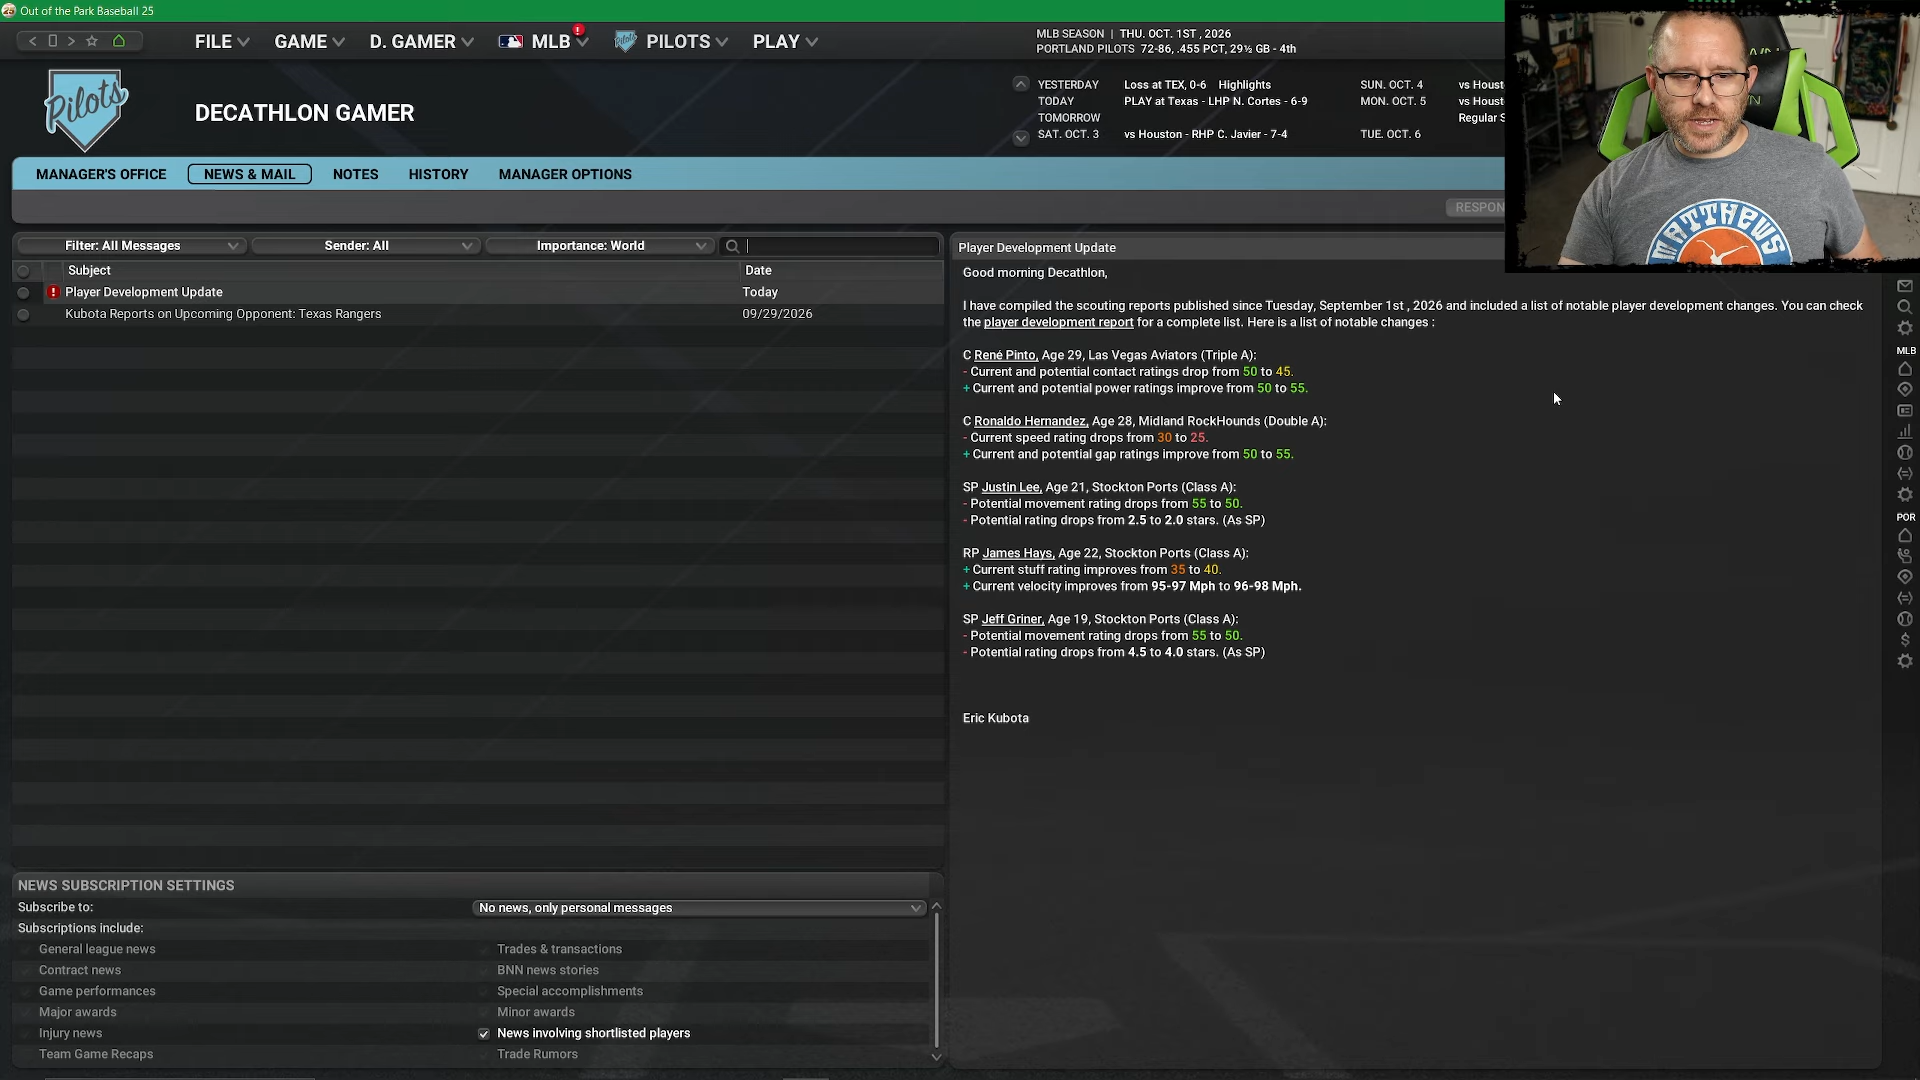 Out of the Park Baseball 25
FILE
GAME
D. GAMER
MLB
PILOTS
PLAY
MLB SEASON | THU. OCT. 1ST , 2026
PORTLAND PILOTS 72-86, .455 PCT, 29½ GB - 4th
Pilots
DECATHLON GAMER
YESTERDAY Loss at TEX, 0-6 Highlights
TODAY PLAY at Texas - LHP N. Cortes - 6-9
TOMORROW
SAT. OCT. 3 vs Houston - RHP C. Javier - 7-4
SUN. OCT. 4 vs Houst
MON. OCT. 5 vs Houst
Regular S
TUE. OCT. 6
MANAGER'S OFFICE
NEWS & MAIL
NOTES
HISTORY
MANAGER OPTIONS
RESPON
MATTHEWS
Filter: All Messages
Sender: All
Importance: World
Subject Date
Player Development Update Today
Kubota Reports on Upcoming Opponent: Texas Rangers 09/29/2026
Player Development Update
Good morning Decathlon,
I have compiled the scouting reports published since Tuesday, September 1st , 2026 and included a list of notable player development changes. You can check
the player development report for a complete list. Here is a list of notable changes :
C René Pinto, Age 29, Las Vegas Aviators (Triple A):
- Current and potential contact ratings drop from 50 to 45.
+ Current and potential power ratings improve from 50 to 55.
C Ronaldo Hernandez, Age 28, Midland RockHounds (Double A):
- Current speed rating drops from 30 to 25.
+ Current and potential gap ratings improve from 50 to 55.
SP Justin Lee, Age 21, Stockton Ports (Class A):
- Potential movement rating drops from 55 to 50.
- Potential rating drops from 2.5 to 2.0 stars. (As SP)
RP James Hays, Age 22, Stockton Ports (Class A):
+ Current stuff rating improves from 35 to 40.
+ Current velocity improves from 95-97 Mph to 96-98 Mph.
SP Jeff Griner, Age 19, Stockton Ports (Class A):
- Potential movement rating drops from 55 to 50.
- Potential rating drops from 4.5 to 4.0 stars. (As SP)
Eric Kubota
MLB
POR
NEWS SUBSCRIPTION SETTINGS
Subscribe to: No news, only personal messages
Subscriptions include:
General league news Trades & transactions
Contract news BNN news stories
Game performances Special accomplishments
Major awards Minor awards
Injury news News involving shortlisted players
Team Game Recaps Trade Rumors